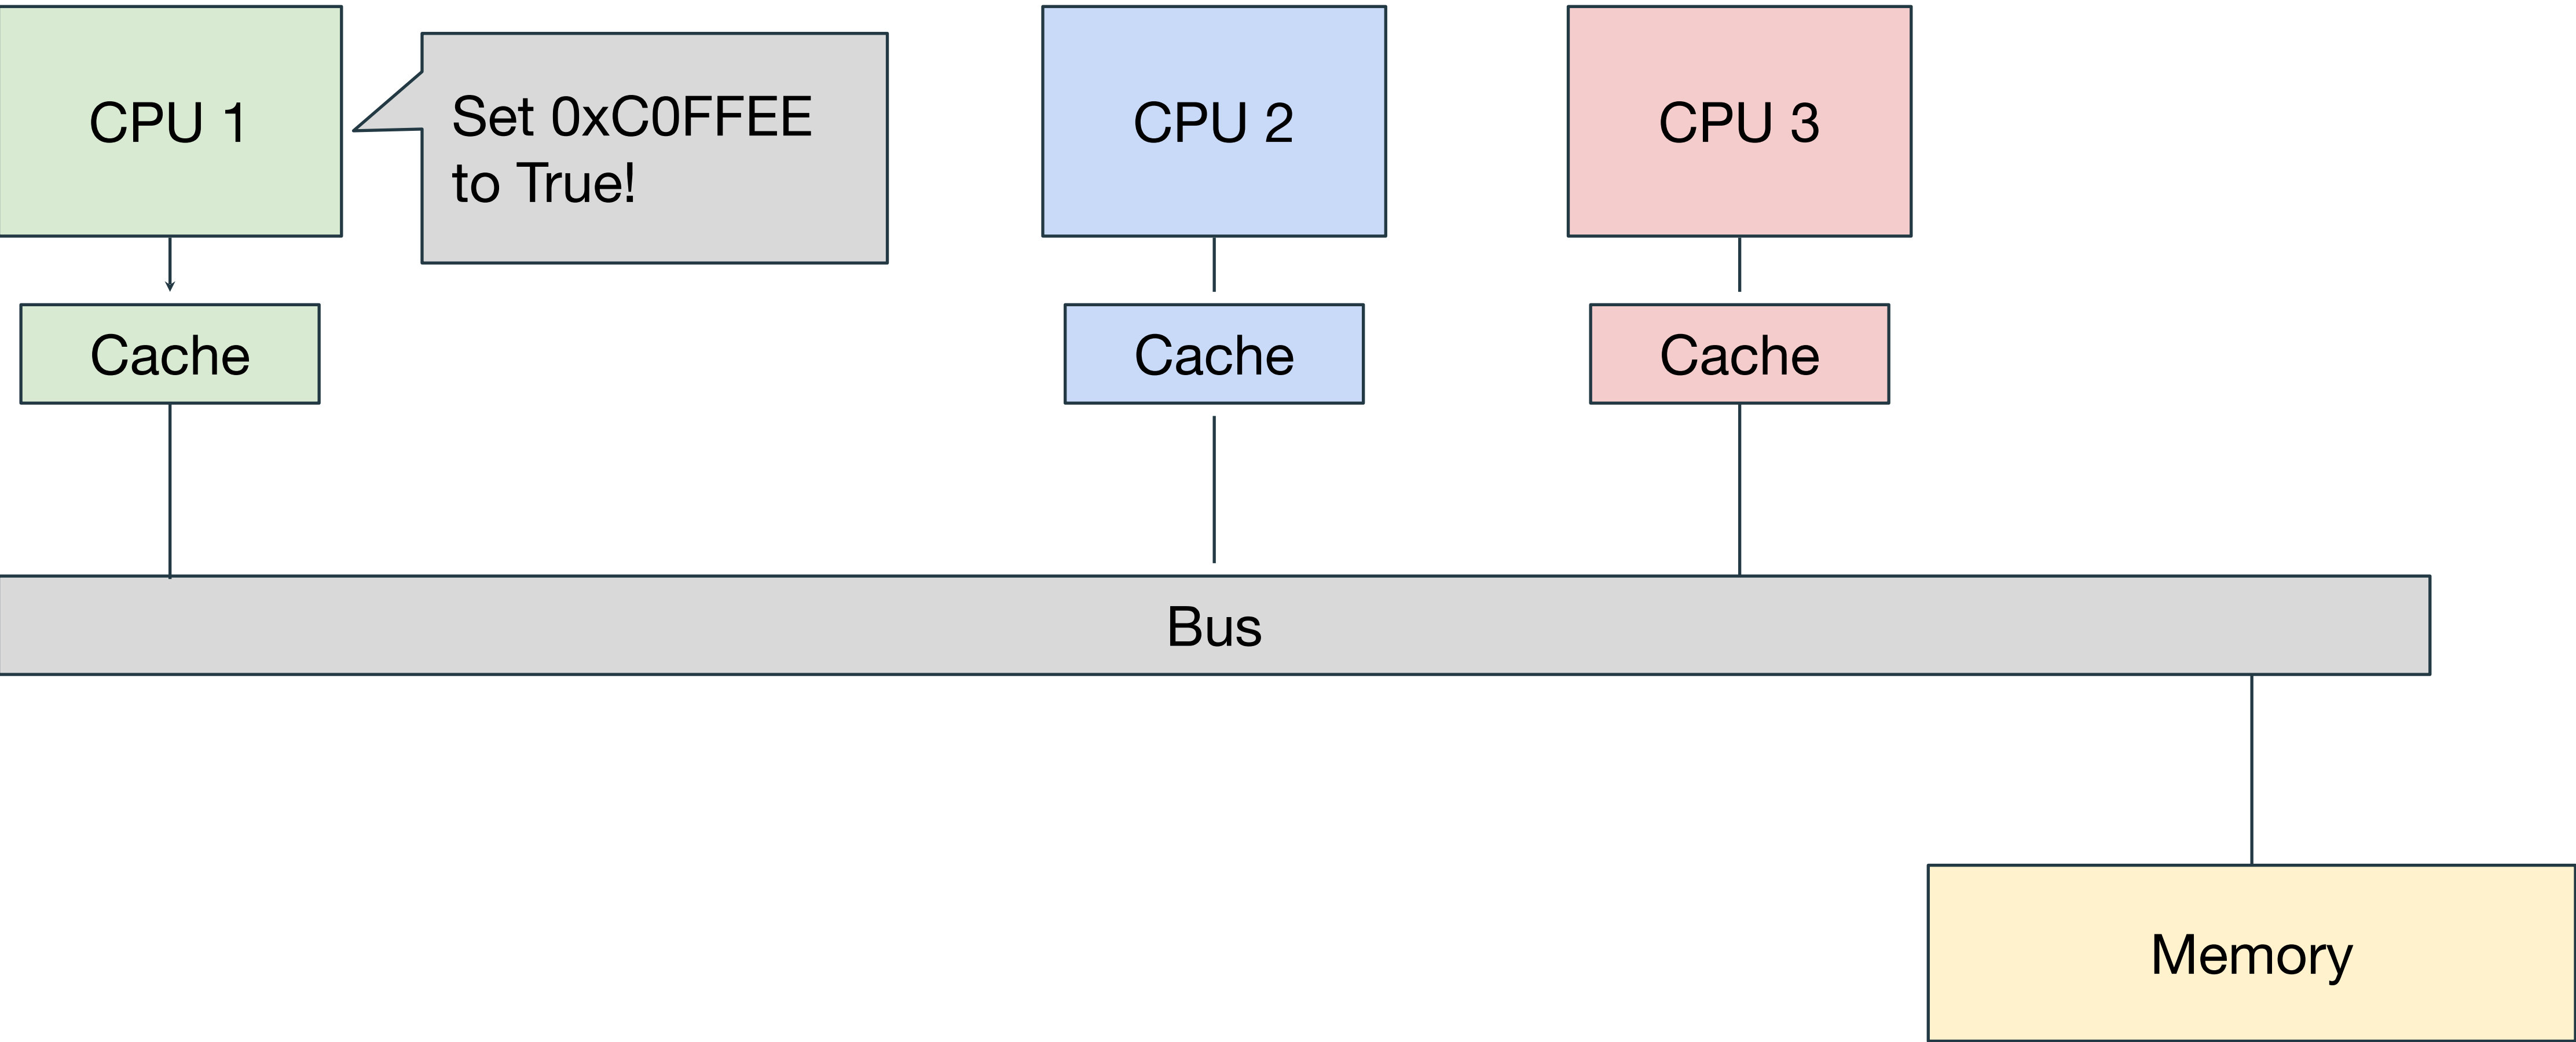 CPU 1
Set 0xC0FFEE
to True!
CPU 2
CPU 3
Cache
Cache
Cache
Bus
Memory